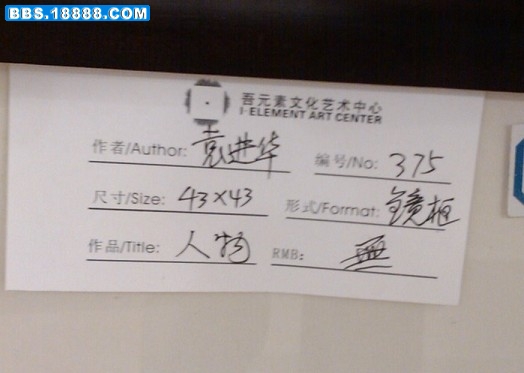 BBS.18888.COM
吾元素文化艺术中心
I-ELEMENT ART CENTER
作者/Author: 袁进华 编号/No: 375
尺寸/Size: 43×43 形式/Format: 镜框
作品/Title: 人物 RMB: 無